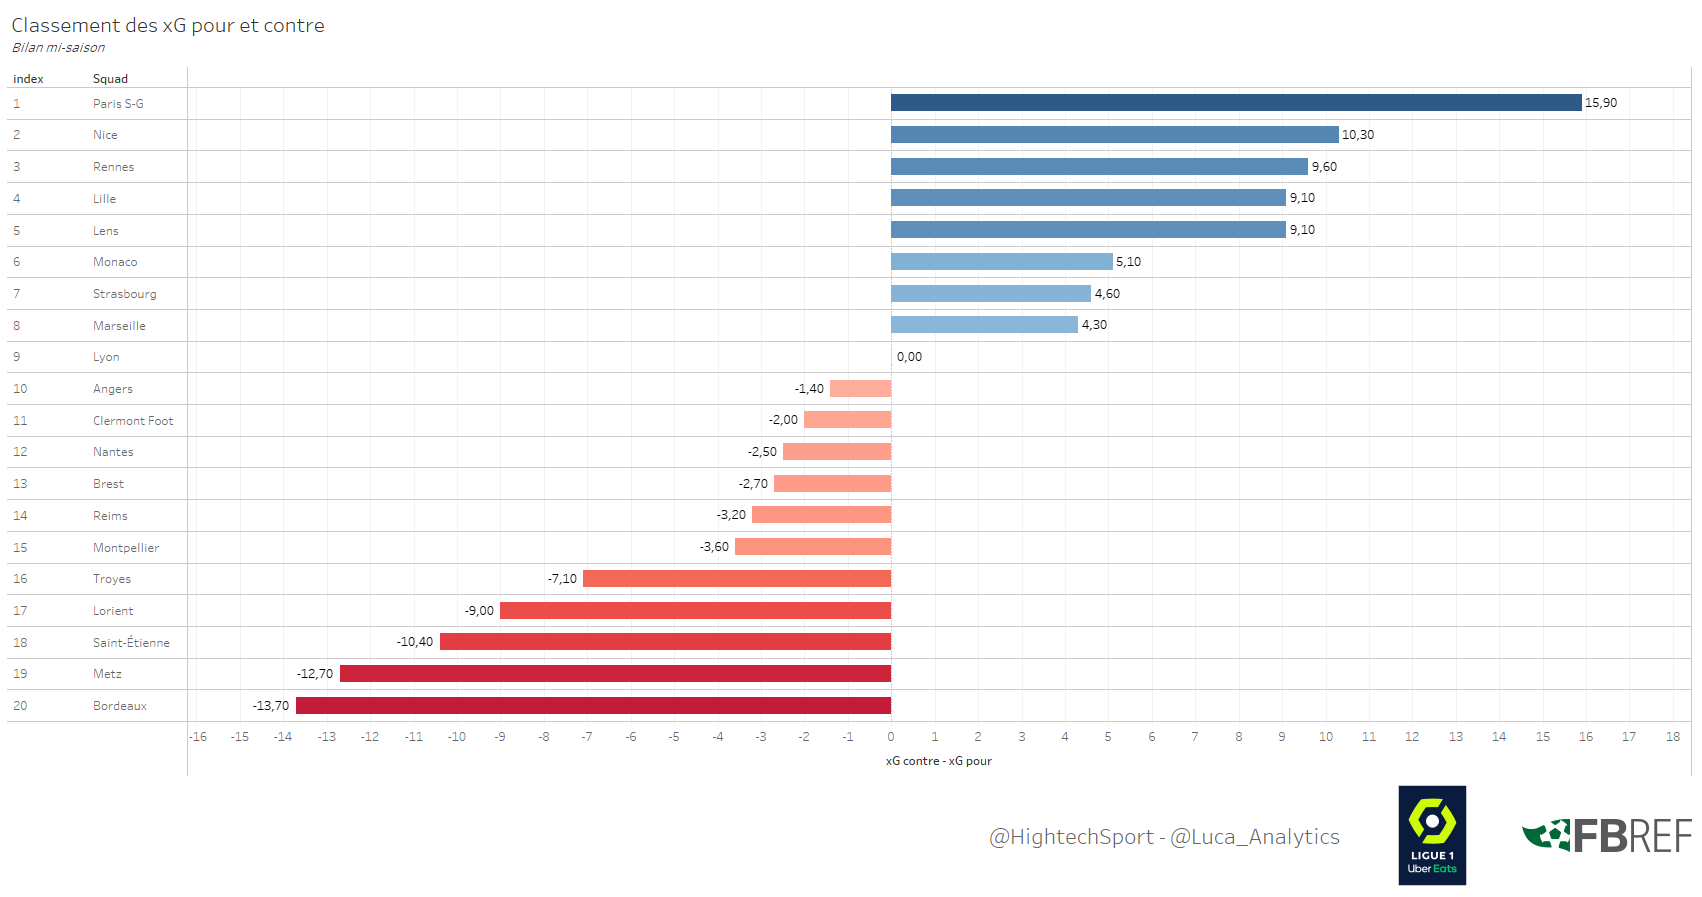 Classement des xG pour et contre
Bilan mi-saison
index Squad
1 Paris S-G 15,90
2 Nice 10,30
3 Rennes 9,60
4 Lille 9,10
5 Lens 9,10
6 Monaco 5,10
7 Strasbourg 4,60
8 Marseille 4,30
9 Lyon 0,00
10 Angers -1,40
11 Clermont Foot -2,00
12 Nantes -2,50
13 Brest -2,70
14 Reims -3,20
15 Montpellier -3,60
16 Troyes -7,10
17 Lorient -9,00
18 Saint-Étienne -10,40
19 Metz -12,70
20 Bordeaux -13,70
-16 -15 -14 -13 -12 -11 -10 -9 -8 -7 -6 -5 -4 -3 -2 -1 0 1 2 3 4 5 6 7 8 9 10 11 12 13 14 15 16 17 18
xG contre - xG pour
@HightechSport - @Luca_Analytics
LIGUE 1
Uber Eats
FBREF